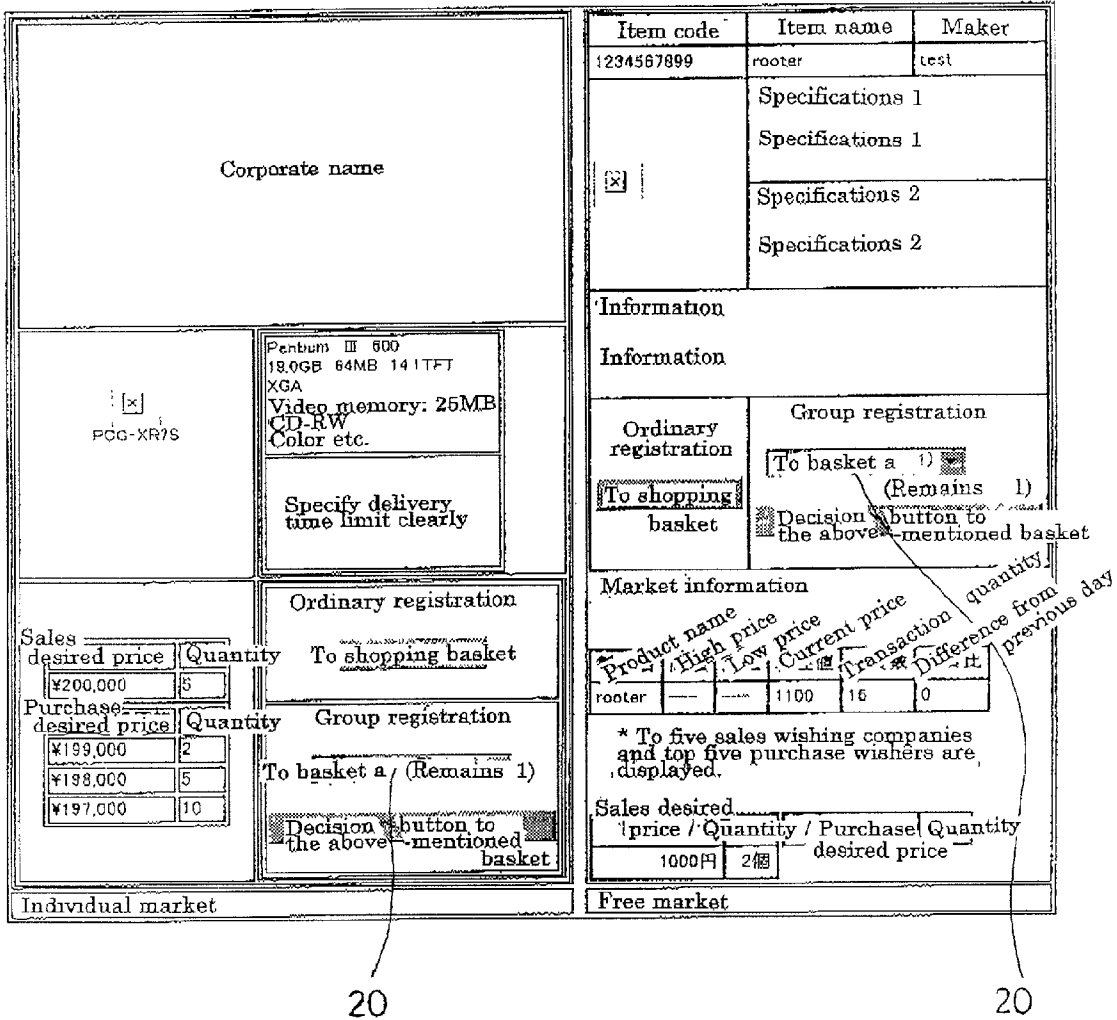 Corporate name
PCG-XR7S
Pentium III 600
19.0GB 64MB 14.1TFT
XGA
Video memory: 25MB
CD-RW
Color etc.
Specify delivery
time limit clearly
Sales
desired price Quantity
¥200,000 5
Purchase
desired price Quantity
¥199,000 2
¥198,000 5
¥197,000 10
Ordinary registration
To shopping basket
Group registration
To basket a (Remains 1)
Decision button to
the above-mentioned
basket
Individual market
20
Item code Item name Maker
1234567899 rooter test
Specifications 1
Specifications 1
Specifications 2
Specifications 2
Information
Information
Ordinary
registration
To shopping
basket
Group registration
To basket a 1)
(Remains 1)
Decision button to
the above-mentioned basket
Market information
Product name
High price
Low price
Current price
Transaction quantity
Difference from
previous day
比
rooter ---- ---- 1100 16 0
* To five sales wishing companies
and top five purchase wishers are
displayed.
Sales desired
price / Quantity / Purchase Quantity
desired price
1000円 2個
Free market
20